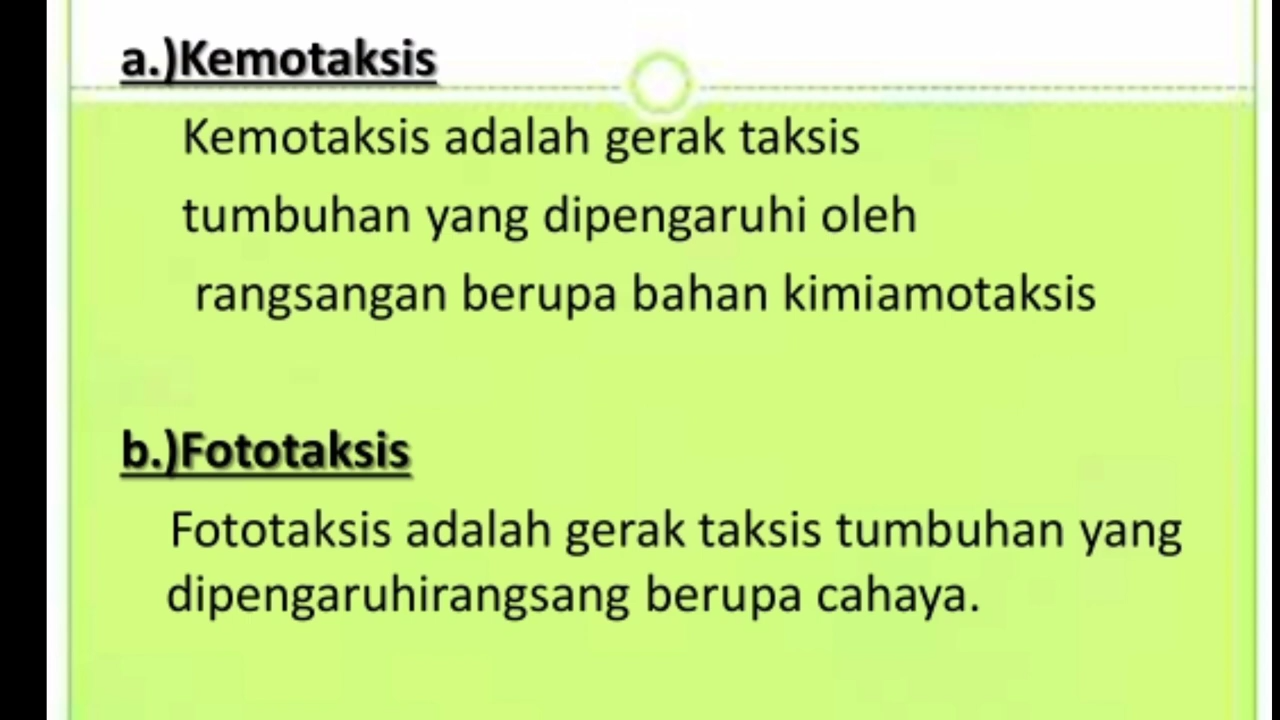 a.)Kemotaksis
Kemotaksis adalah gerak taksis
tumbuhan yang dipengaruhi oleh
rangsangan berupa bahan kimiamotaksis
b.)Fototaksis
Fototaksis adalah gerak taksis tumbuhan yang
dipengaruhirangsang berupa cahaya.